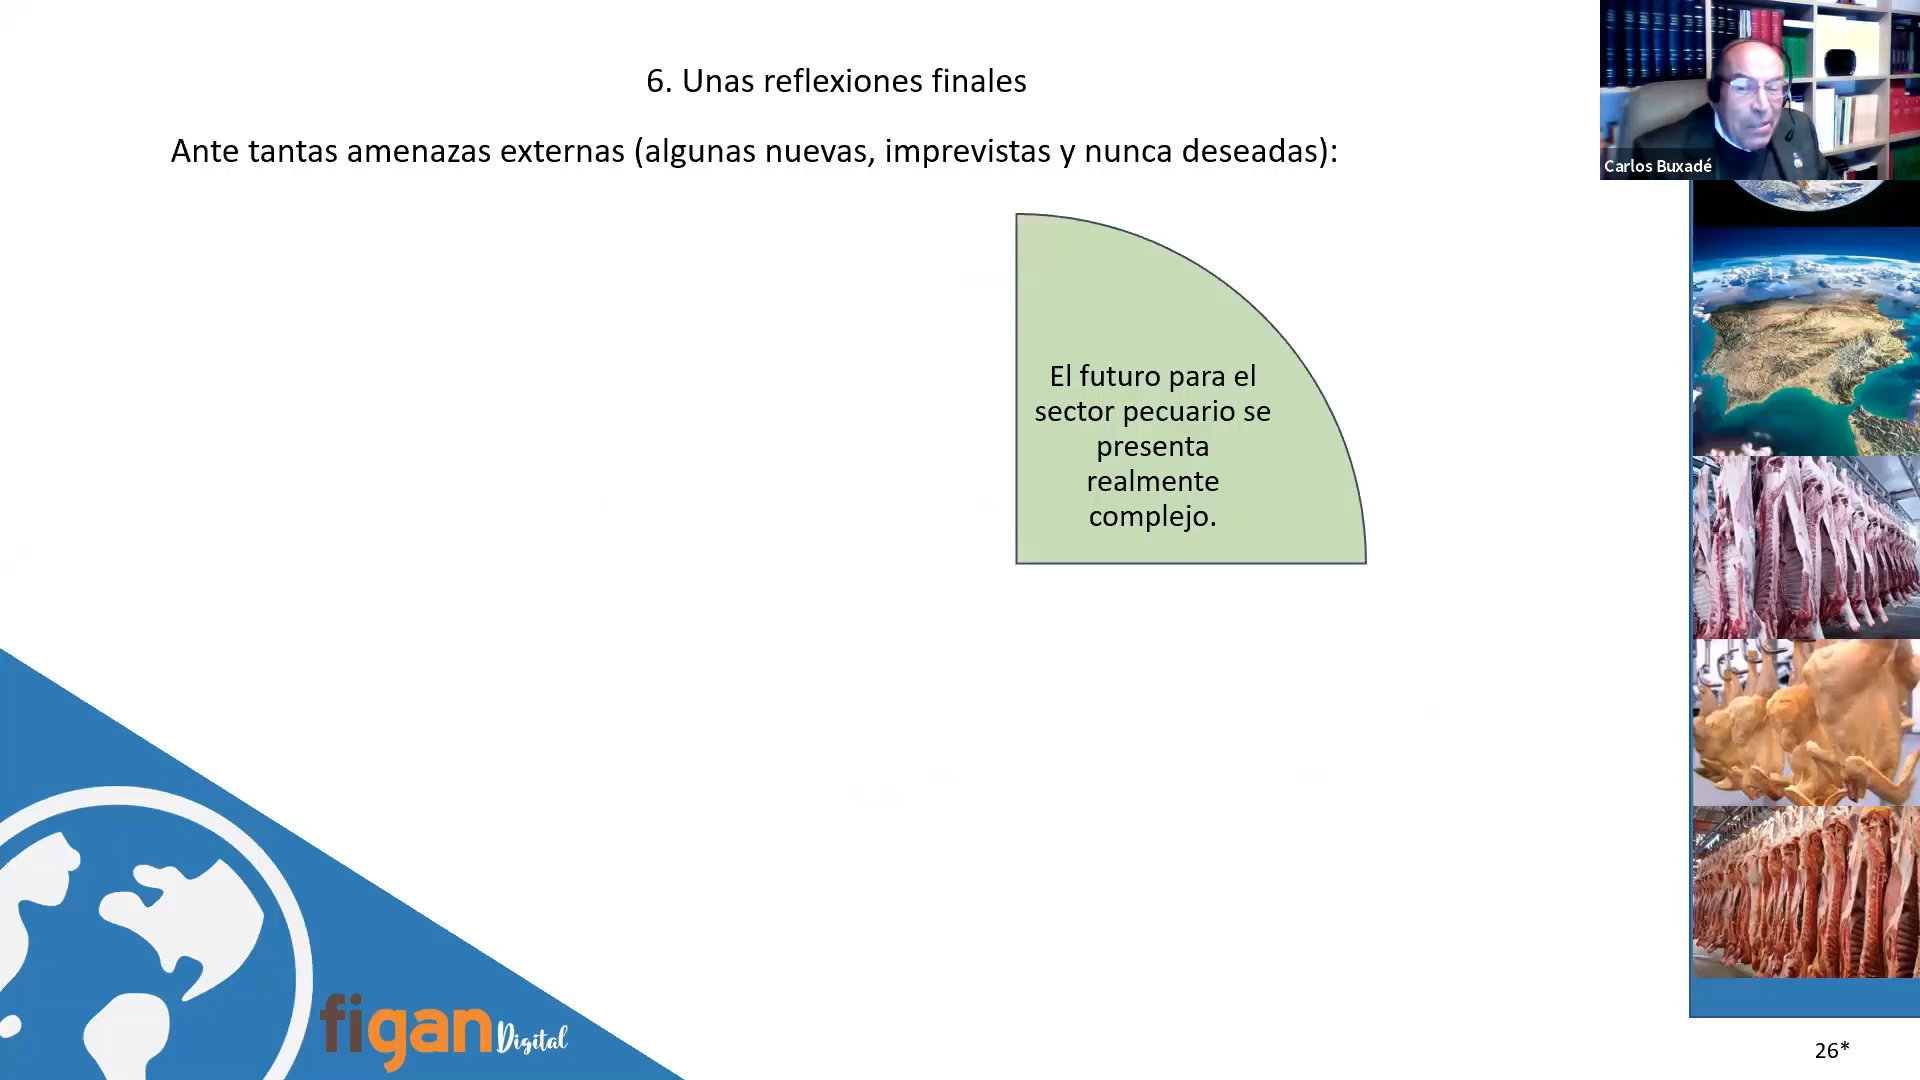 6. Unas reflexiones finales
Ante tantas amenazas externas (algunas nuevas, imprevistas y nunca deseadas):
Carlos Buxadé
El futuro para el
sector pecuario se
presenta
realmente
complejo.
figan Digital
26*